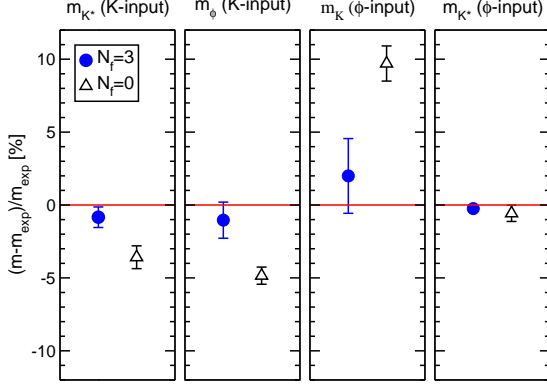 m_K* (K-input) m_ϕ (K-input) m_K (ϕ-input) m_K* (ϕ-input)
N_f=3
N_f=0
(m-m_exp)/m_exp [%]
10
5
0
-5
-10